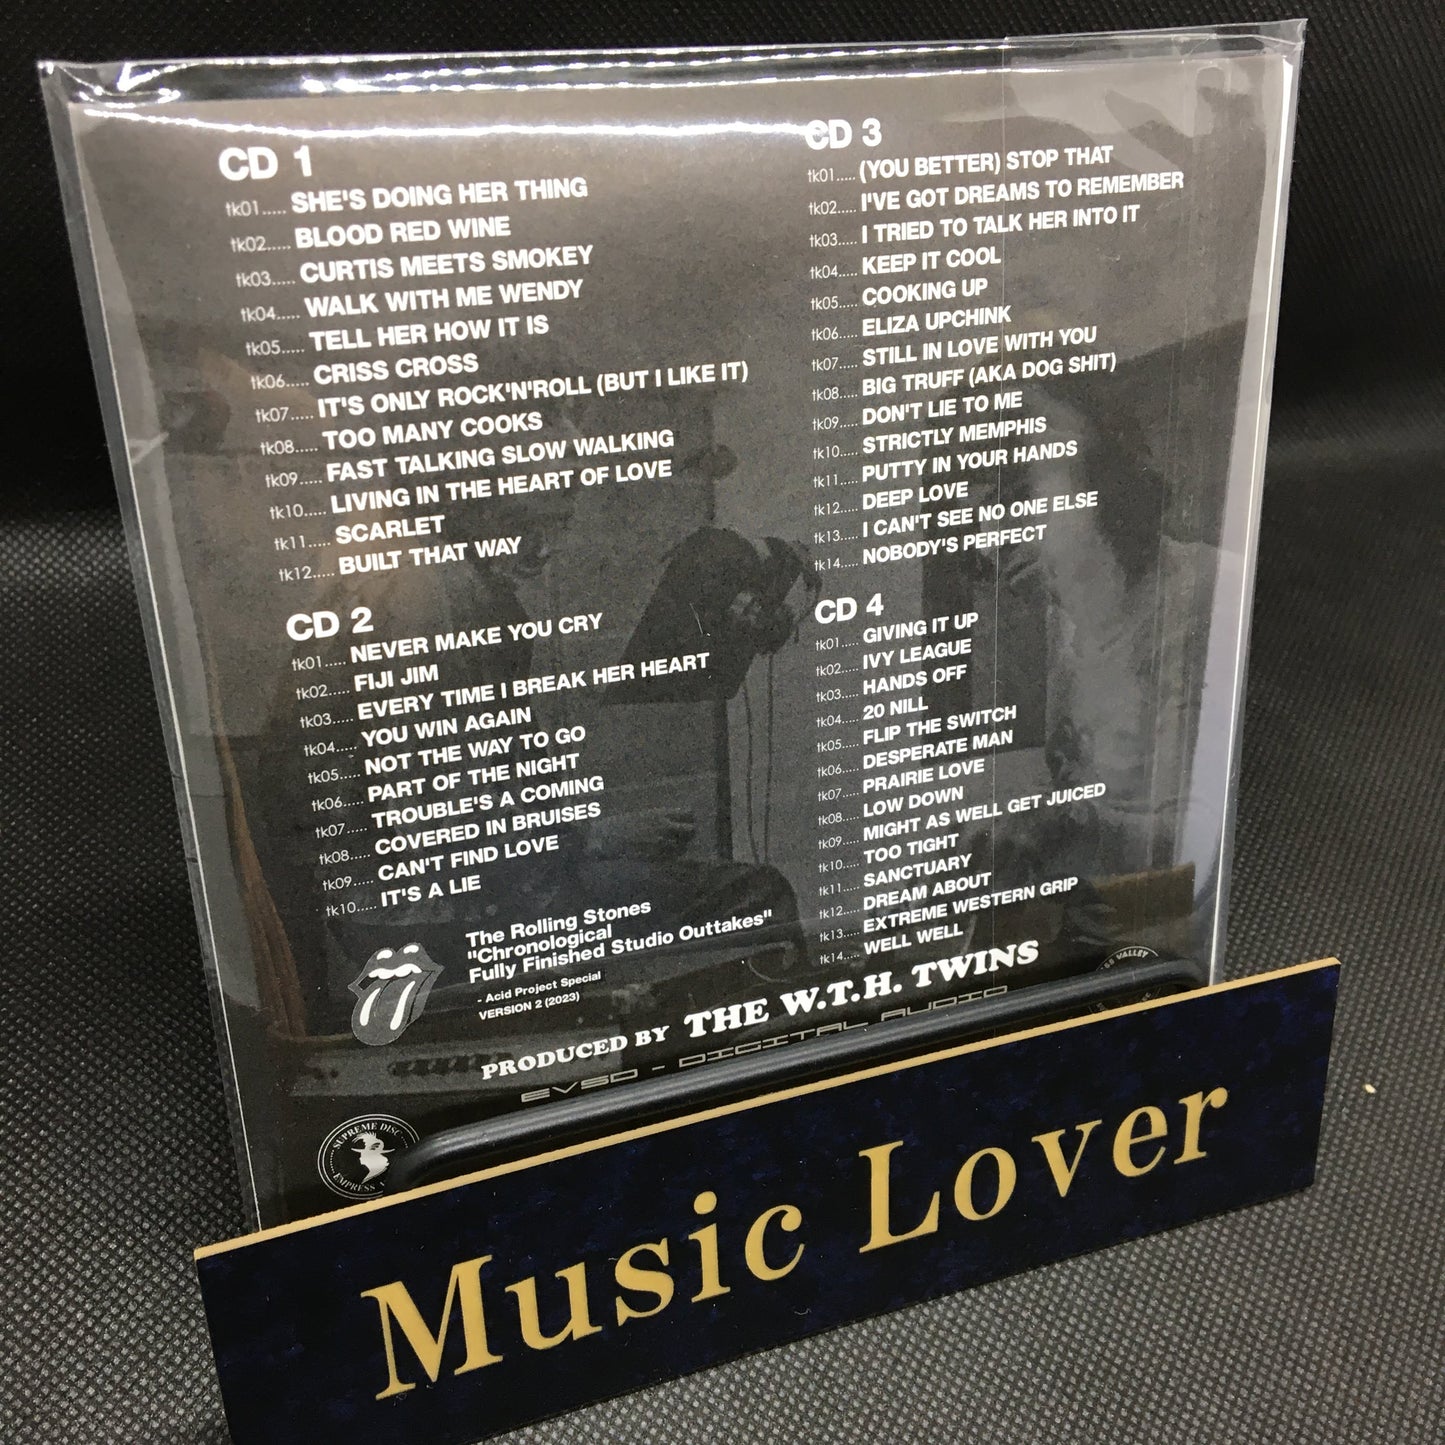 CD 1
tk01..... SHE'S DOING HER THING
tk02..... BLOOD RED WINE
tk03..... CURTIS MEETS SMOKEY
tk04..... WALK WITH ME WENDY
tk05..... TELL HER HOW IT IS
tk06..... CRISS CROSS
tk07..... IT'S ONLY ROCK'N'ROLL (BUT I LIKE IT)
tk08..... TOO MANY COOKS
tk09..... FAST TALKING SLOW WALKING
tk10..... LIVING IN THE HEART OF LOVE
tk11..... SCARLET
tk12..... BUILT THAT WAY
CD 2
tk01..... NEVER MAKE YOU CRY
tk02..... FIJI JIM
tk03..... EVERY TIME I BREAK HER HEART
tk04..... YOU WIN AGAIN
tk05..... NOT THE WAY TO GO
tk06..... PART OF THE NIGHT
tk07..... TROUBLE'S A COMING
tk08..... COVERED IN BRUISES
tk09..... CAN'T FIND LOVE
tk10..... IT'S A LIE
CD 3
tk01..... (YOU BETTER) STOP THAT
tk02..... I'VE GOT DREAMS TO REMEMBER
tk03..... I TRIED TO TALK HER INTO IT
tk04..... KEEP IT COOL
tk05..... COOKING UP
tk06..... ELIZA UPCHINK
tk07..... STILL IN LOVE WITH YOU
tk08..... BIG TRUFF (AKA DOG SHIT)
tk09..... DON'T LIE TO ME
tk10..... STRICTLY MEMPHIS
tk11..... PUTTY IN YOUR HANDS
tk12..... DEEP LOVE
tk13..... I CAN'T SEE NO ONE ELSE
tk14..... NOBODY'S PERFECT
CD 4
tk01..... GIVING IT UP
tk02..... IVY LEAGUE
tk03..... HANDS OFF
tk04..... 20 NILL
tk05..... FLIP THE SWITCH
tk06..... DESPERATE MAN
tk07..... PRAIRIE LOVE
tk08..... LOW DOWN
tk09..... MIGHT AS WELL GET JUICED
tk10..... TOO TIGHT
tk11..... SANCTUARY
tk12..... DREAM ABOUT
tk13..... EXTREME WESTERN GRIP
tk14..... WELL WELL
The Rolling Stones
"Chronological
Fully Finished Studio Outtakes"
- Acid Project Special
VERSION 2 (2023)
PRODUCED BY THE W.T.H. TWINS
EVSD - DIGITAL AUDIO
SUPREME DISC
EMPRESS
VALLEY
Music Lover